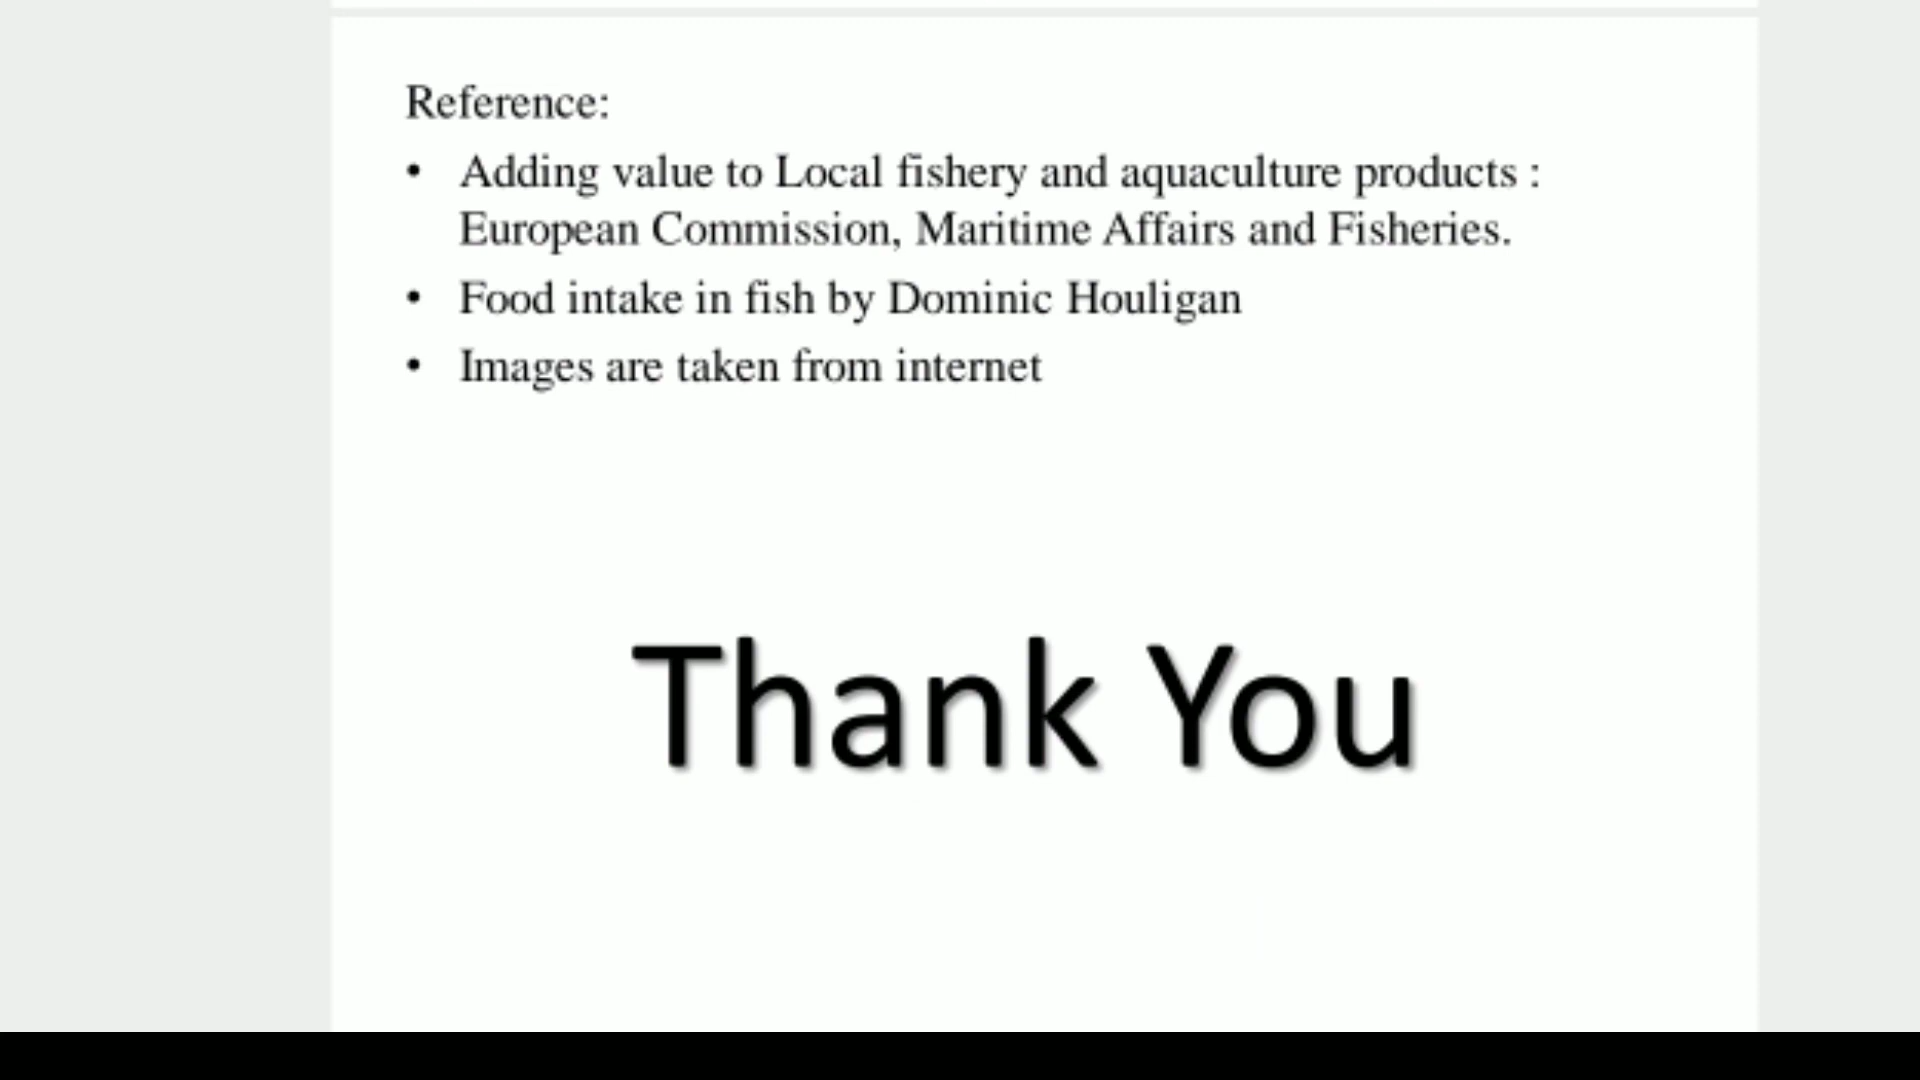 Reference:
• Adding value to Local fishery and aquaculture products :
European Commission, Maritime Affairs and Fisheries.
• Food intake in fish by Dominic Houligan
• Images are taken from internet
Thank You